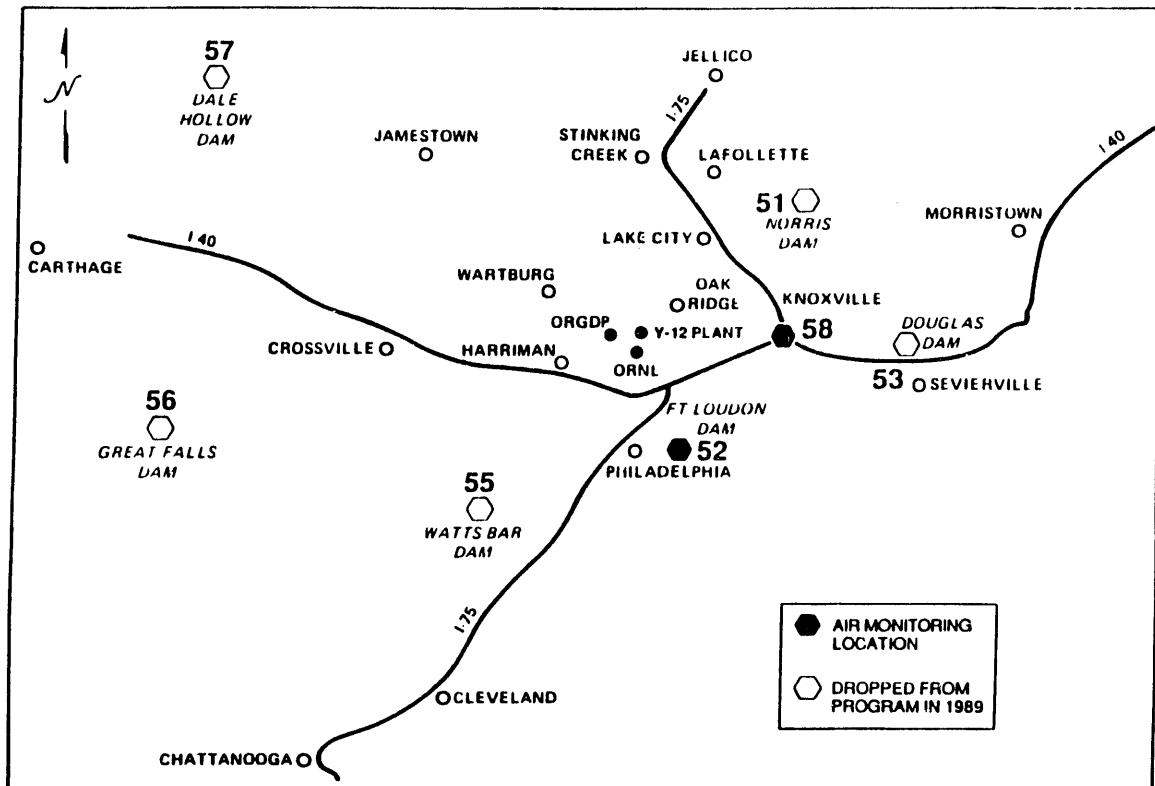 57
N
DALE
HOLLOW
DAM
JELLICO
I-75
JAMESTOWN
STINKING
CREEK
LAFOLLETTE
I 40
51
NORRIS
DAM
MORRISTOWN
I 40
CARTHAGE
LAKE CITY
WARTBURG
OAK
RIDGE
KNOXVILLE
ORGDP
Y-12 PLANT
58
DOUGLAS
DAM
CROSSVILLE
HARRIMAN
ORNL
53
SEVIERVILLE
56
GREAT FALLS
DAM
FT LOUDON
DAM
52
PHILADELPHIA
55
WATTS BAR
DAM
I-75
AIR MONITORING
LOCATION
DROPPED FROM
PROGRAM IN 1989
CLEVELAND
CHATTANOOGA